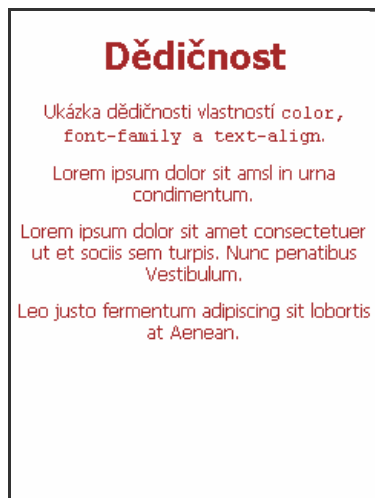 Dědičnost
Ukázka dědičnosti vlastností color,
font-family a text-align.
Lorem ipsum dolor sit amsl in urna
condimentum.
Lorem ipsum dolor sit amet consectetuer
ut et sociis sem turpis. Nunc penatibus
Vestibulum.
Leo justo fermentum adipiscing sit lobortis
at Aenean.